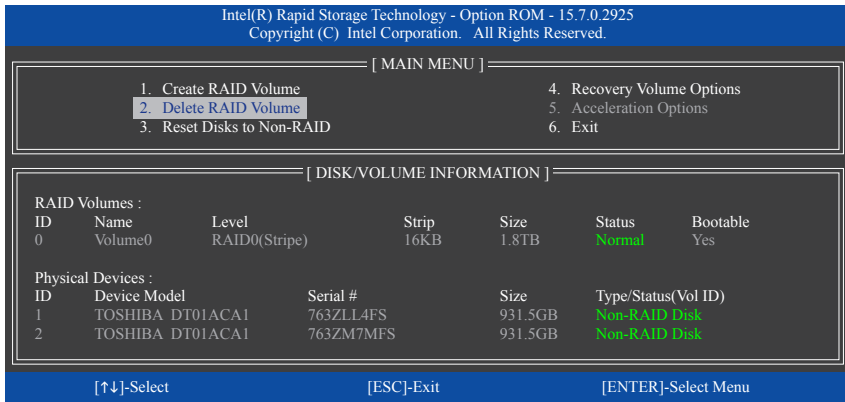 Intel(R) Rapid Storage Technology - Option ROM - 15.7.0.2925
Copyright (C) Intel Corporation. All Rights Reserved.
[ MAIN MENU ]
1. Create RAID Volume 4. Recovery Volume Options
2. Delete RAID Volume 5. Acceleration Options
3. Reset Disks to Non-RAID 6. Exit
[ DISK/VOLUME INFORMATION ]
RAID Volumes :
ID Name Level Strip Size Status Bootable
0 Volume0 RAID0(Stripe) 16KB 1.8TB Normal Yes
Physical Devices :
ID Device Model Serial # Size Type/Status(Vol ID)
1 TOSHIBA DT01ACA1 763ZLL4FS 931.5GB Non-RAID Disk
2 TOSHIBA DT01ACA1 763ZM7MFS 931.5GB Non-RAID Disk
[↑↓]-Select [ESC]-Exit [ENTER]-Select Menu